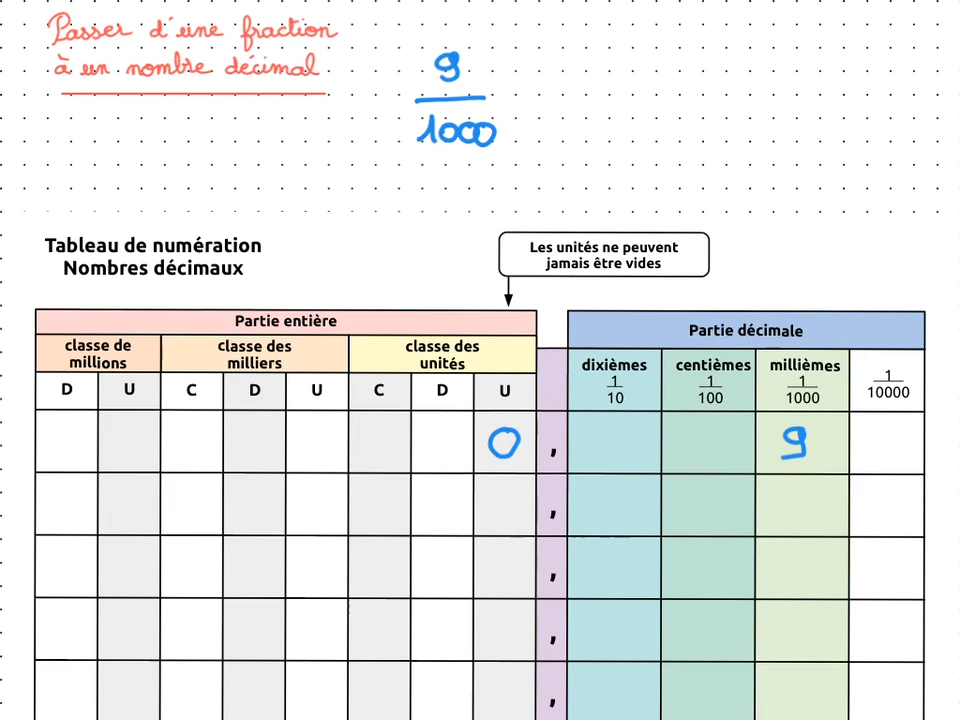 Passer d'une fraction
à un nombre décimal
9
1000
Tableau de numération
Nombres décimaux
Les unités ne peuvent
jamais être vides
Partie entière
Partie décimale
classe de
millions
classe des
milliers
classe des
unités
dixièmes
1
10
centièmes
1
100
millièmes
1
1000
1
10000
D U C D U C D U
0 , 9
,
,
,
,